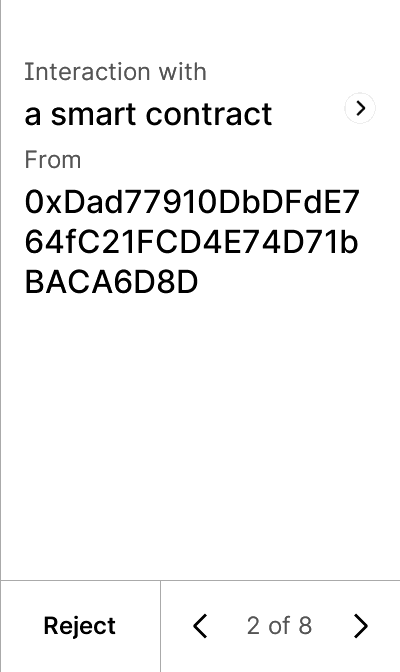 Interaction with
a smart contract
From
0xDad77910DbDFdE7
64fC21FCD4E74D71b
BACA6D8D
Reject
2 of 8